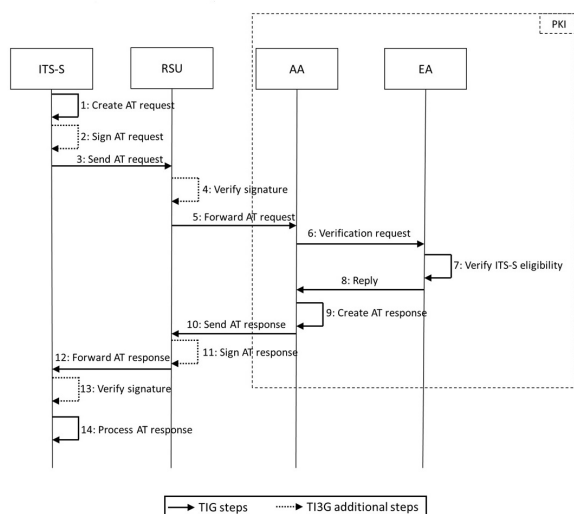 PKI
ITS-S
RSU
AA
EA
1: Create AT request
2: Sign AT request
3: Send AT request
4: Verify signature
5: Forward AT request
6: Verification request
7: Verify ITS-S eligibility
8: Reply
9: Create AT response
10: Send AT response
11: Sign AT response
12: Forward AT response
13: Verify signature
14: Process AT response
TIG steps
TI3G additional steps